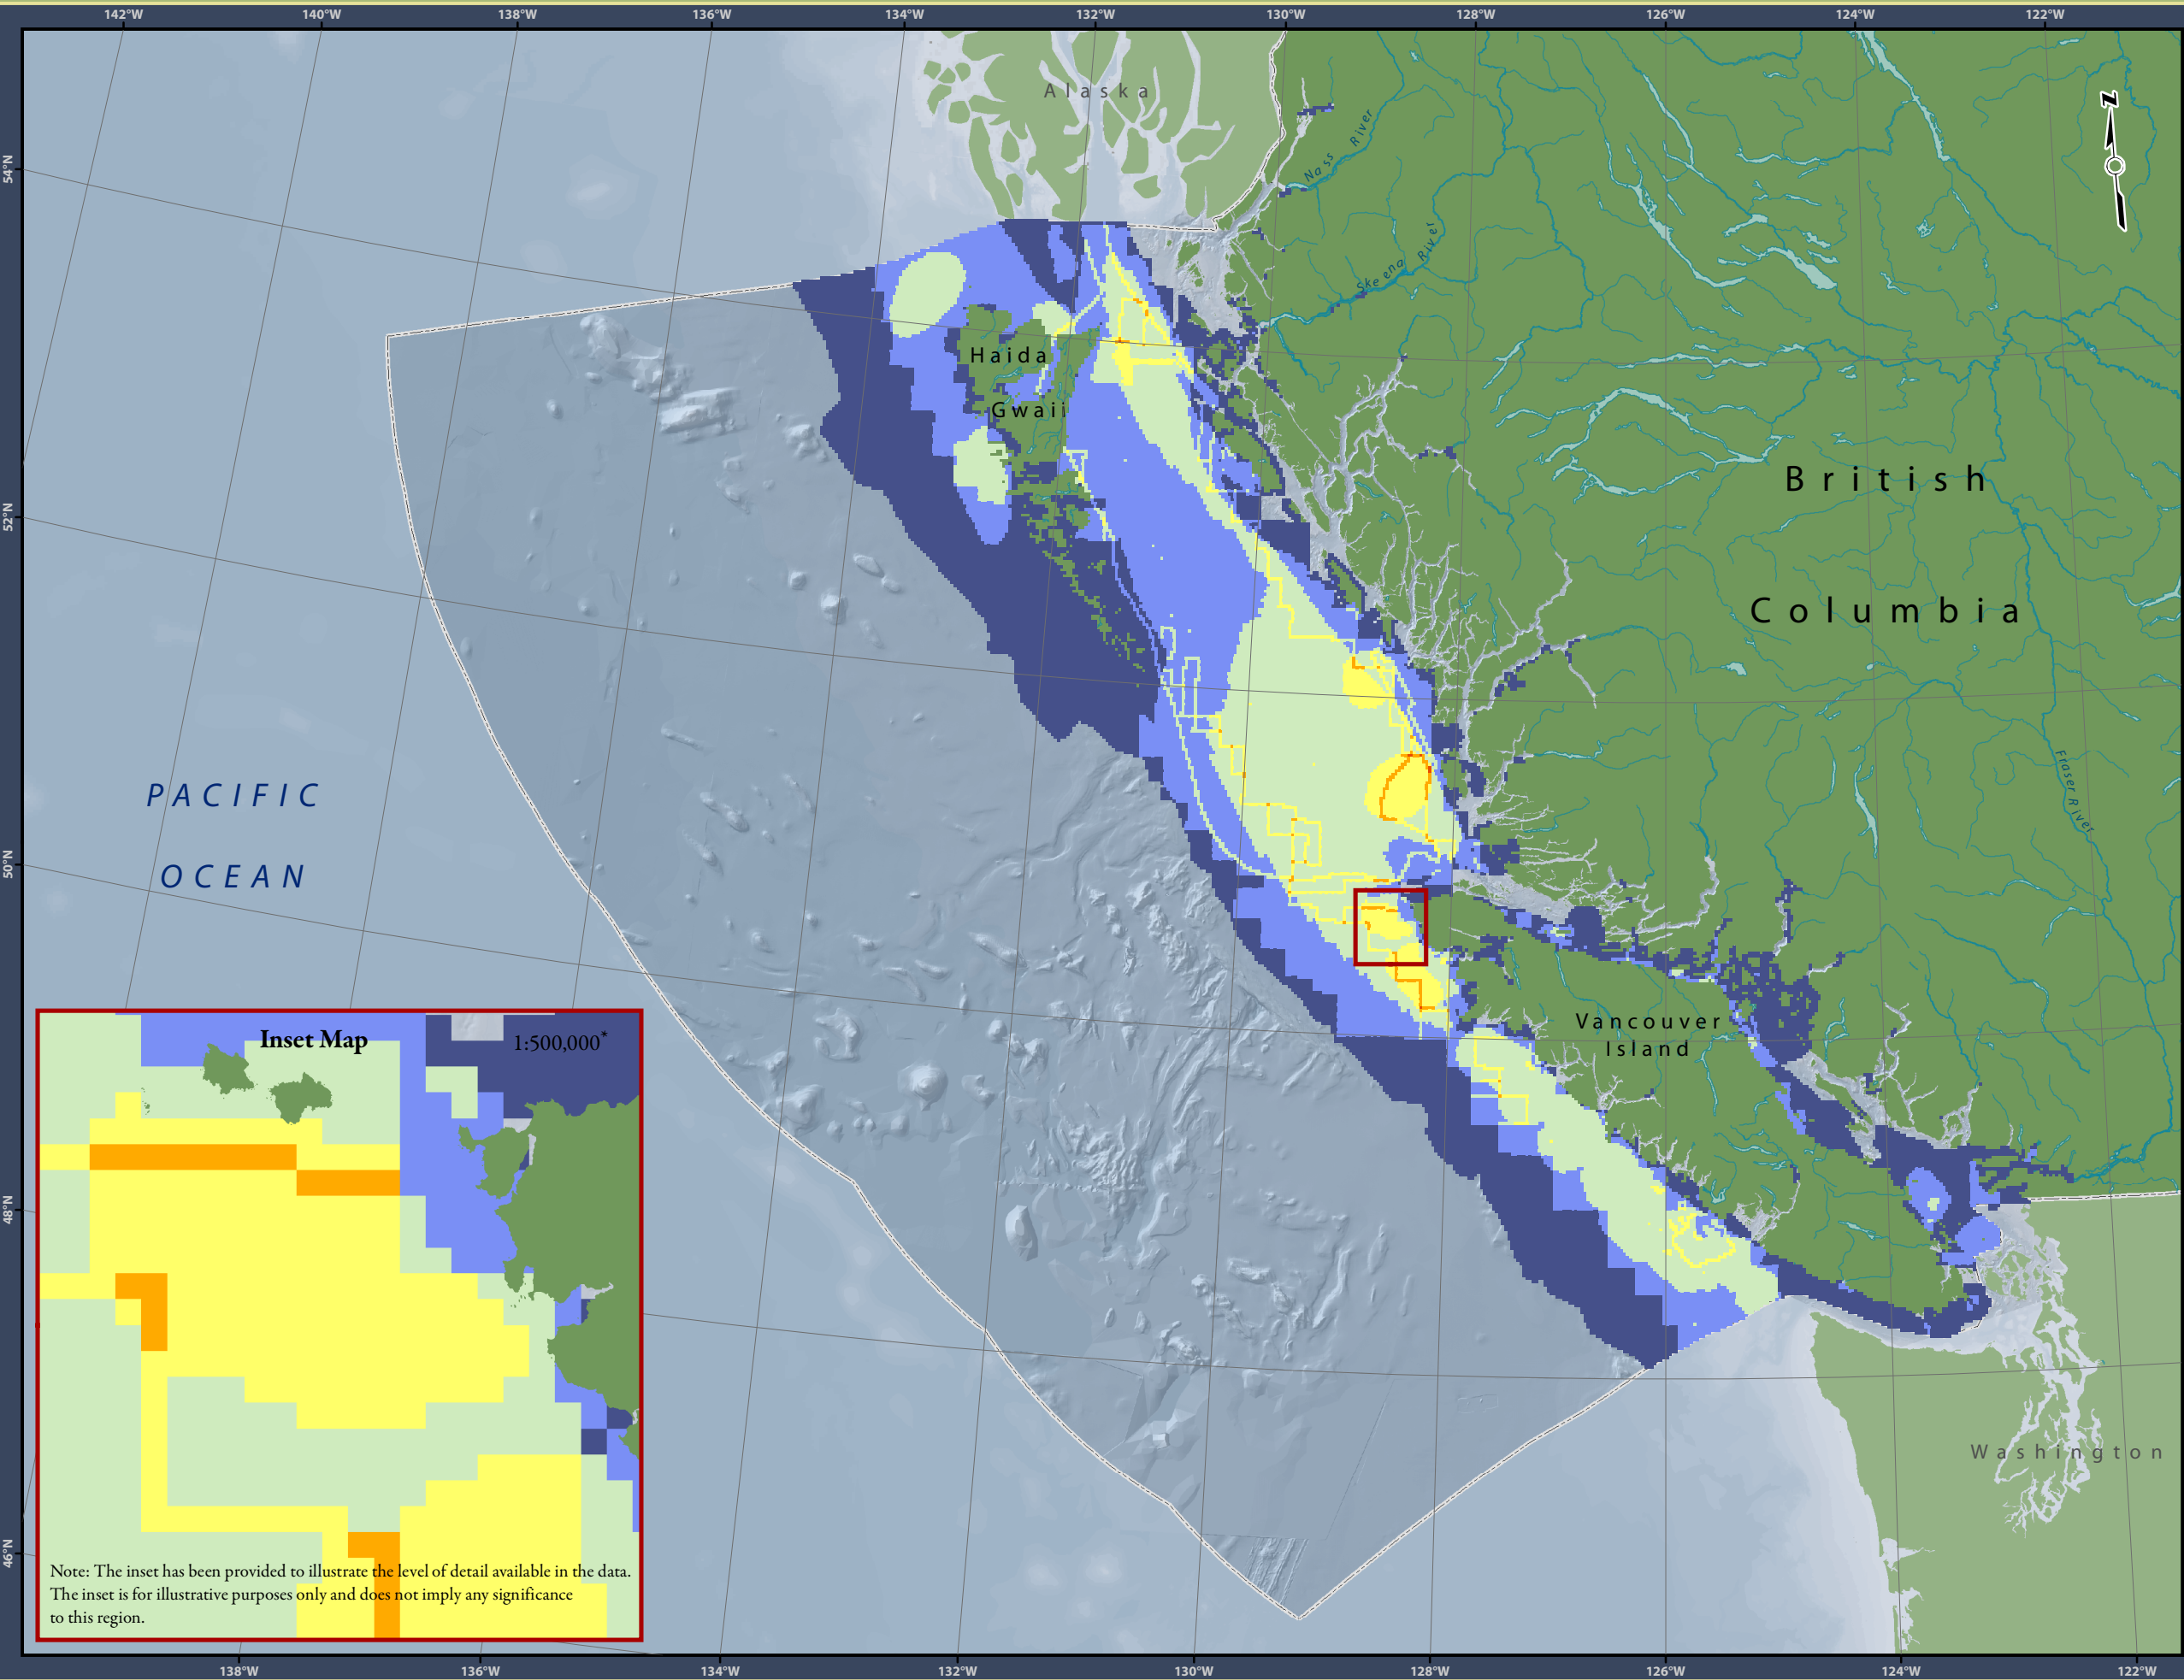 142°W 140°W 138°W 136°W 134°W 132°W 130°W 128°W 126°W 124°W 122°W
Alaska
N
54°N
Nass River
Skeena River
Haida
Gwaii
British
52°N
Columbia
Fraser River
PACIFIC
OCEAN
50°N
Vancouver
Island
Inset Map
1:500,000*
48°N
Washington
46°N
Note: The inset has been provided to illustrate the level of detail available in the data.
The inset is for illustrative purposes only and does not imply any significance
to this region.
138°W 136°W 134°W 132°W 130°W 128°W 126°W 124°W 122°W